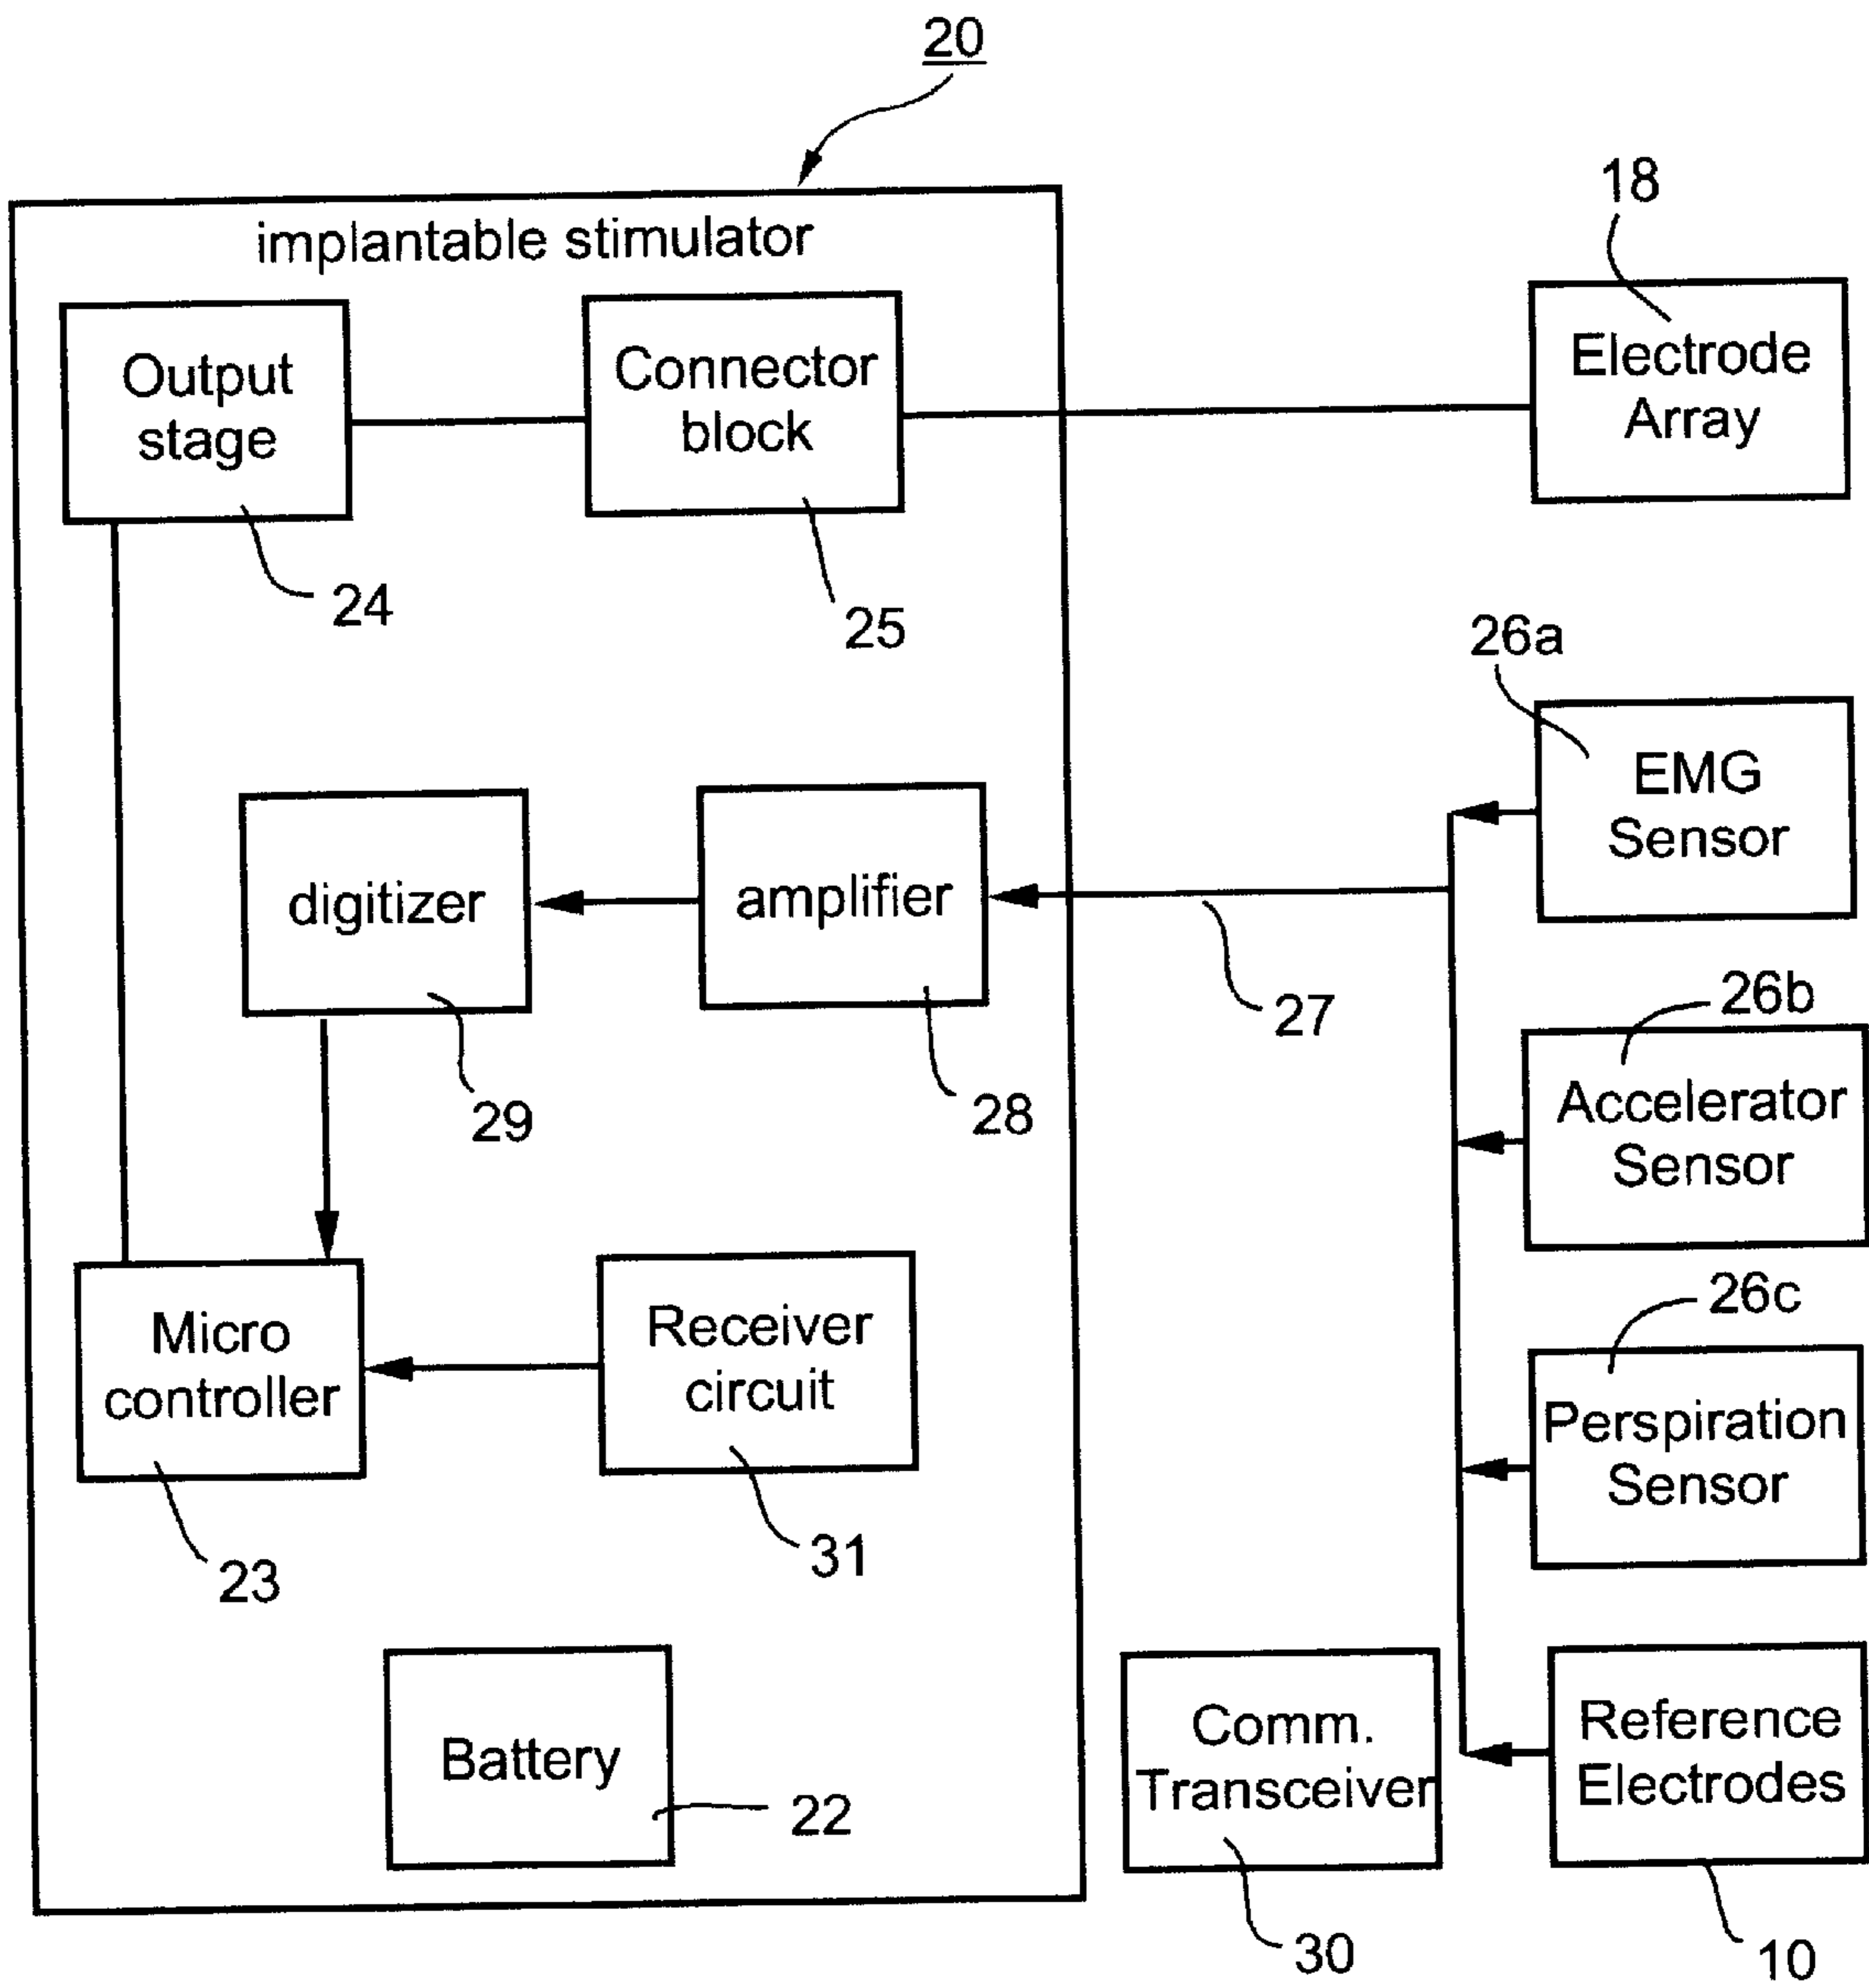 20
implantable stimulator
18
Output
stage
Connector
block
Electrode
Array
24
25
26a
EMG
Sensor
digitizer
amplifier
27
29
28
26b
Accelerator
Sensor
Micro
controller
Receiver
circuit
26c
Perspiration
Sensor
23
31
Battery
22
Comm.
Transceiver
Reference
Electrodes
30
10